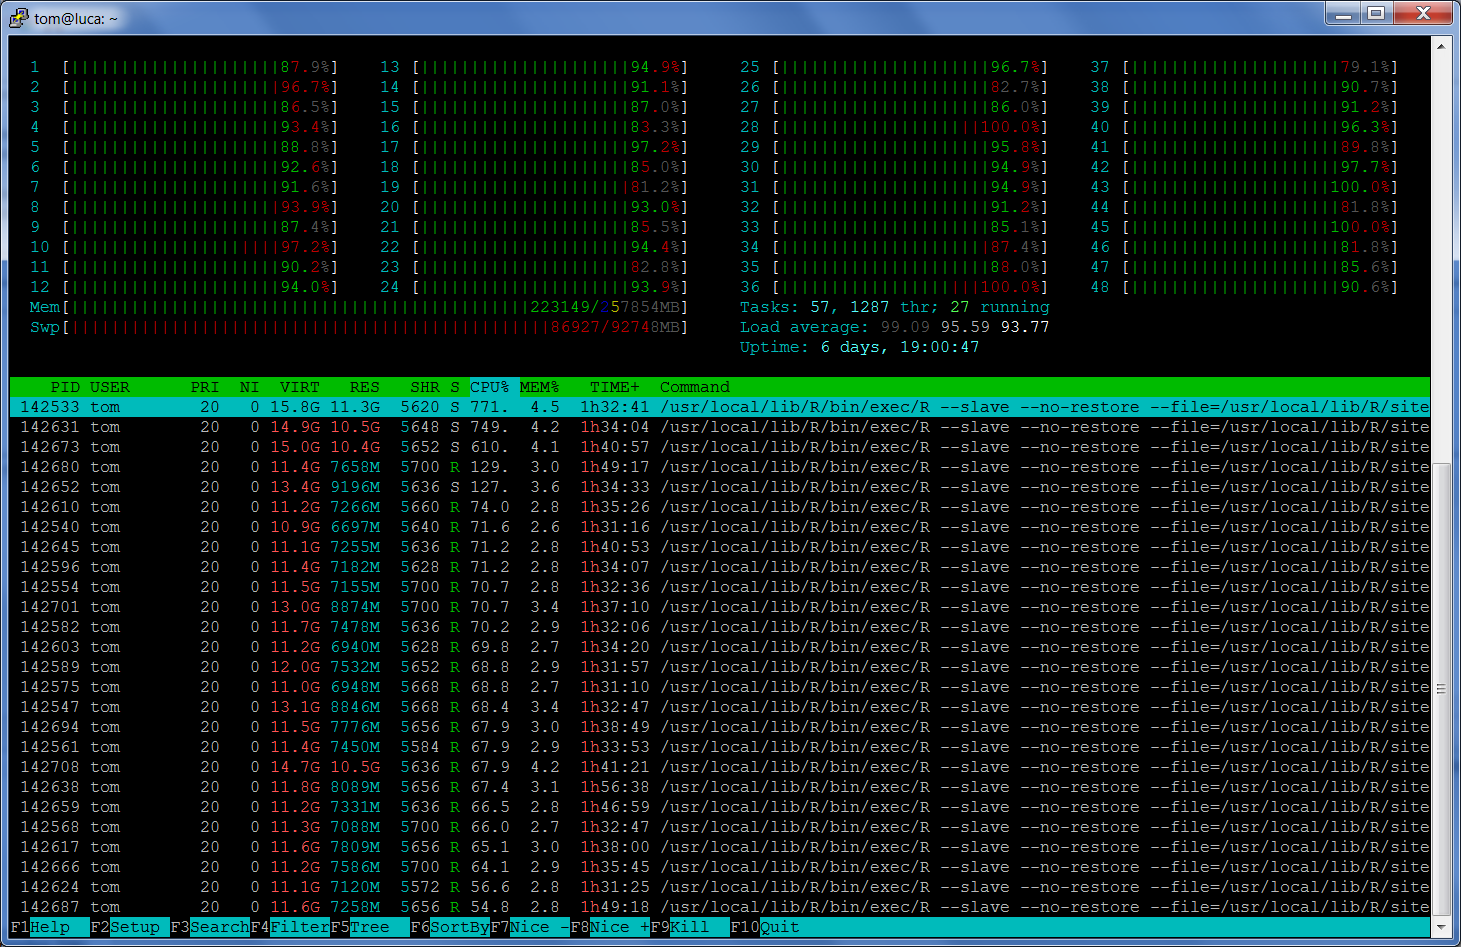 tom@luca: ~
1 [||||||||||||||||||||||87.9%] 13 [||||||||||||||||||||||94.9%] 25 [||||||||||||||||||||||96.7%] 37 [||||||||||||||||||||||79.1%]
2 [||||||||||||||||||||||96.7%] 14 [||||||||||||||||||||||91.1%] 26 [||||||||||||||||||||||82.7%] 38 [||||||||||||||||||||||90.7%]
3 [||||||||||||||||||||||86.5%] 15 [||||||||||||||||||||||87.0%] 27 [||||||||||||||||||||||86.0%] 39 [||||||||||||||||||||||91.2%]
4 [||||||||||||||||||||||93.4%] 16 [||||||||||||||||||||||83.3%] 28 [|||||||||||||||||||||100.0%] 40 [||||||||||||||||||||||96.3%]
5 [||||||||||||||||||||||88.8%] 17 [||||||||||||||||||||||97.2%] 29 [||||||||||||||||||||||95.8%] 41 [||||||||||||||||||||||89.8%]
6 [||||||||||||||||||||||92.6%] 18 [||||||||||||||||||||||85.0%] 30 [||||||||||||||||||||||94.9%] 42 [||||||||||||||||||||||97.7%]
7 [||||||||||||||||||||||91.6%] 19 [||||||||||||||||||||||81.2%] 31 [||||||||||||||||||||||94.9%] 43 [|||||||||||||||||||||100.0%]
8 [||||||||||||||||||||||93.9%] 20 [||||||||||||||||||||||93.0%] 32 [||||||||||||||||||||||91.2%] 44 [||||||||||||||||||||||81.8%]
9 [||||||||||||||||||||||87.4%] 21 [||||||||||||||||||||||85.5%] 33 [||||||||||||||||||||||85.1%] 45 [|||||||||||||||||||||100.0%]
10 [||||||||||||||||||||||97.2%] 22 [||||||||||||||||||||||94.4%] 34 [||||||||||||||||||||||87.4%] 46 [||||||||||||||||||||||81.8%]
11 [||||||||||||||||||||||90.2%] 23 [||||||||||||||||||||||82.8%] 35 [||||||||||||||||||||||88.0%] 47 [||||||||||||||||||||||85.6%]
12 [||||||||||||||||||||||94.0%] 24 [||||||||||||||||||||||93.9%] 36 [|||||||||||||||||||||100.0%] 48 [||||||||||||||||||||||90.6%]
Mem[||||||||||||||||||||||||||||||||||||||||||||||223149/257854MB] Tasks: 57, 1287 thr; 27 running
Swp[||||||||||||||||||||||||||||||||||||||||||||||||86927/92748MB] Load average: 99.09 95.59 93.77
Uptime: 6 days, 19:00:47
PID USER PRI NI VIRT RES SHR S CPU% MEM% TIME+ Command
142533 tom 20 0 15.8G 11.3G 5620 S 771. 4.5 1h32:41 /usr/local/lib/R/bin/exec/R --slave --no-restore --file=/usr/local/lib/R/site
142631 tom 20 0 14.9G 10.5G 5648 S 749. 4.2 1h34:04 /usr/local/lib/R/bin/exec/R --slave --no-restore --file=/usr/local/lib/R/site
142673 tom 20 0 15.0G 10.4G 5652 S 610. 4.1 1h40:57 /usr/local/lib/R/bin/exec/R --slave --no-restore --file=/usr/local/lib/R/site
142680 tom 20 0 11.4G 7658M 5700 R 129. 3.0 1h49:17 /usr/local/lib/R/bin/exec/R --slave --no-restore --file=/usr/local/lib/R/site
142652 tom 20 0 13.4G 9196M 5636 S 127. 3.6 1h34:33 /usr/local/lib/R/bin/exec/R --slave --no-restore --file=/usr/local/lib/R/site
142610 tom 20 0 11.2G 7266M 5660 R 74.0 2.8 1h35:26 /usr/local/lib/R/bin/exec/R --slave --no-restore --file=/usr/local/lib/R/site
142540 tom 20 0 10.9G 6697M 5640 R 71.6 2.6 1h31:16 /usr/local/lib/R/bin/exec/R --slave --no-restore --file=/usr/local/lib/R/site
142645 tom 20 0 11.1G 7255M 5636 R 71.2 2.8 1h40:53 /usr/local/lib/R/bin/exec/R --slave --no-restore --file=/usr/local/lib/R/site
142596 tom 20 0 11.4G 7182M 5628 R 71.2 2.8 1h34:07 /usr/local/lib/R/bin/exec/R --slave --no-restore --file=/usr/local/lib/R/site
142554 tom 20 0 11.5G 7155M 5700 R 70.7 2.8 1h32:36 /usr/local/lib/R/bin/exec/R --slave --no-restore --file=/usr/local/lib/R/site
142701 tom 20 0 13.0G 8874M 5700 R 70.7 3.4 1h37:10 /usr/local/lib/R/bin/exec/R --slave --no-restore --file=/usr/local/lib/R/site
142582 tom 20 0 11.7G 7478M 5636 R 70.2 2.9 1h32:06 /usr/local/lib/R/bin/exec/R --slave --no-restore --file=/usr/local/lib/R/site
142603 tom 20 0 11.2G 6940M 5628 R 69.8 2.7 1h34:20 /usr/local/lib/R/bin/exec/R --slave --no-restore --file=/usr/local/lib/R/site
142589 tom 20 0 12.0G 7532M 5652 R 68.8 2.9 1h31:57 /usr/local/lib/R/bin/exec/R --slave --no-restore --file=/usr/local/lib/R/site
142575 tom 20 0 11.0G 6948M 5668 R 68.8 2.7 1h31:10 /usr/local/lib/R/bin/exec/R --slave --no-restore --file=/usr/local/lib/R/site
142547 tom 20 0 13.1G 8846M 5668 R 68.4 3.4 1h32:47 /usr/local/lib/R/bin/exec/R --slave --no-restore --file=/usr/local/lib/R/site
142694 tom 20 0 11.5G 7776M 5656 R 67.9 3.0 1h38:49 /usr/local/lib/R/bin/exec/R --slave --no-restore --file=/usr/local/lib/R/site
142561 tom 20 0 11.4G 7450M 5584 R 67.9 2.9 1h33:53 /usr/local/lib/R/bin/exec/R --slave --no-restore --file=/usr/local/lib/R/site
142708 tom 20 0 14.7G 10.5G 5636 R 67.9 4.2 1h41:21 /usr/local/lib/R/bin/exec/R --slave --no-restore --file=/usr/local/lib/R/site
142638 tom 20 0 11.8G 8089M 5656 R 67.4 3.1 1h56:38 /usr/local/lib/R/bin/exec/R --slave --no-restore --file=/usr/local/lib/R/site
142659 tom 20 0 11.2G 7331M 5636 R 66.5 2.8 1h46:59 /usr/local/lib/R/bin/exec/R --slave --no-restore --file=/usr/local/lib/R/site
142568 tom 20 0 11.3G 7088M 5700 R 66.0 2.7 1h32:47 /usr/local/lib/R/bin/exec/R --slave --no-restore --file=/usr/local/lib/R/site
142617 tom 20 0 11.6G 7809M 5656 R 65.1 3.0 1h38:00 /usr/local/lib/R/bin/exec/R --slave --no-restore --file=/usr/local/lib/R/site
142666 tom 20 0 11.2G 7586M 5700 R 64.1 2.9 1h35:45 /usr/local/lib/R/bin/exec/R --slave --no-restore --file=/usr/local/lib/R/site
142624 tom 20 0 11.1G 7120M 5572 R 56.6 2.8 1h31:25 /usr/local/lib/R/bin/exec/R --slave --no-restore --file=/usr/local/lib/R/site
142687 tom 20 0 11.6G 7258M 5656 R 54.8 2.8 1h49:18 /usr/local/lib/R/bin/exec/R --slave --no-restore --file=/usr/local/lib/R/site
F1Help F2Setup F3SearchF4FilterF5Tree F6SortByF7Nice -F8Nice +F9Kill F10Quit